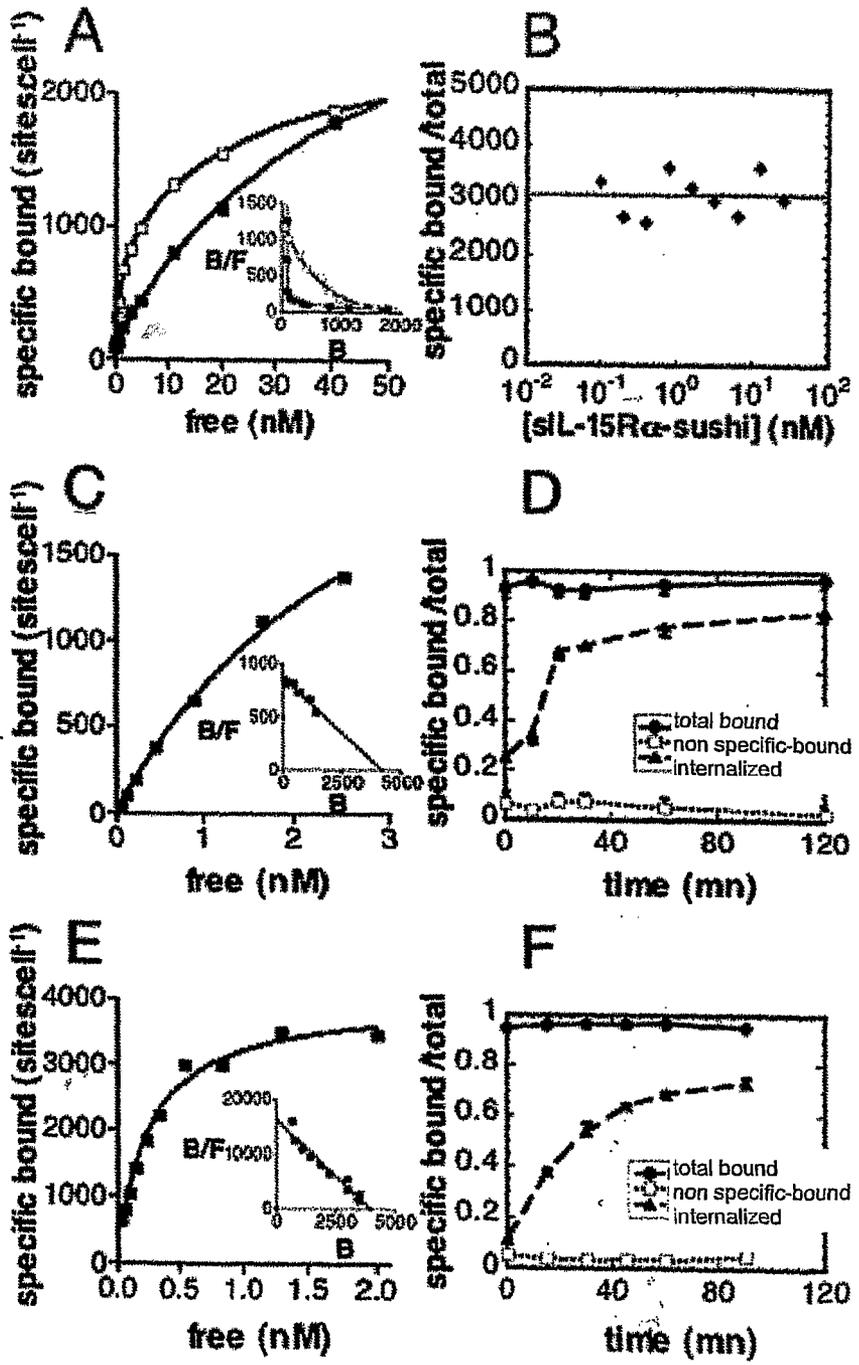 A
specific bound (sitescell-1)
2000
1000
0
0 10 20 30 40 50
free (nM)
1500
1000
500
0
B/F
0 1000 2000
B
B
specific bound /total
5000
4000
3000
2000
1000
0
10-2 10-1 100 101 102
[sIL-15Rα-sushi] (nM)
C
specific bound (sitescell-1)
1500
1000
500
0
0 1 2 3
free (nM)
1000
500
0
B/F
0 2500 5000
B
D
specific bound /total
1
0.8
0.6
0.4
0.2
0
0 40 80 120
time (mn)
total bound
non specific-bound
internalized
E
specific bound (sitescell-1)
4000
3000
2000
1000
0
0.0 0.5 1.0 1.5 2.0
free (nM)
20000
B/F 10000
0
0 2500 5000
B
F
specific bound /total
1
0.8
0.6
0.4
0.2
0
0 40 80 120
time (mn)
total bound
non specific-bound
internalized